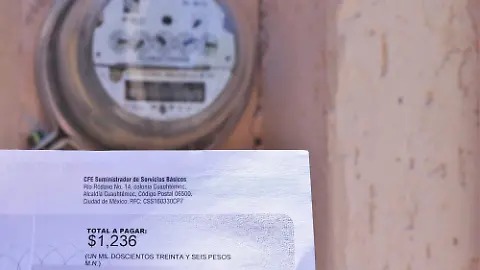 CFE Suministrador de Servicios Básicos
Río Ródano No. 14, colonia Cuauhtémoc,
Alcaldía Cuauhtémoc, Código Postal 06500,
Ciudad de México. RFC: CSS160330CP7
TOTAL A PAGAR:
$1,236
(UN MIL DOSCIENTOS TREINTA Y SEIS PESOS
M.N.)